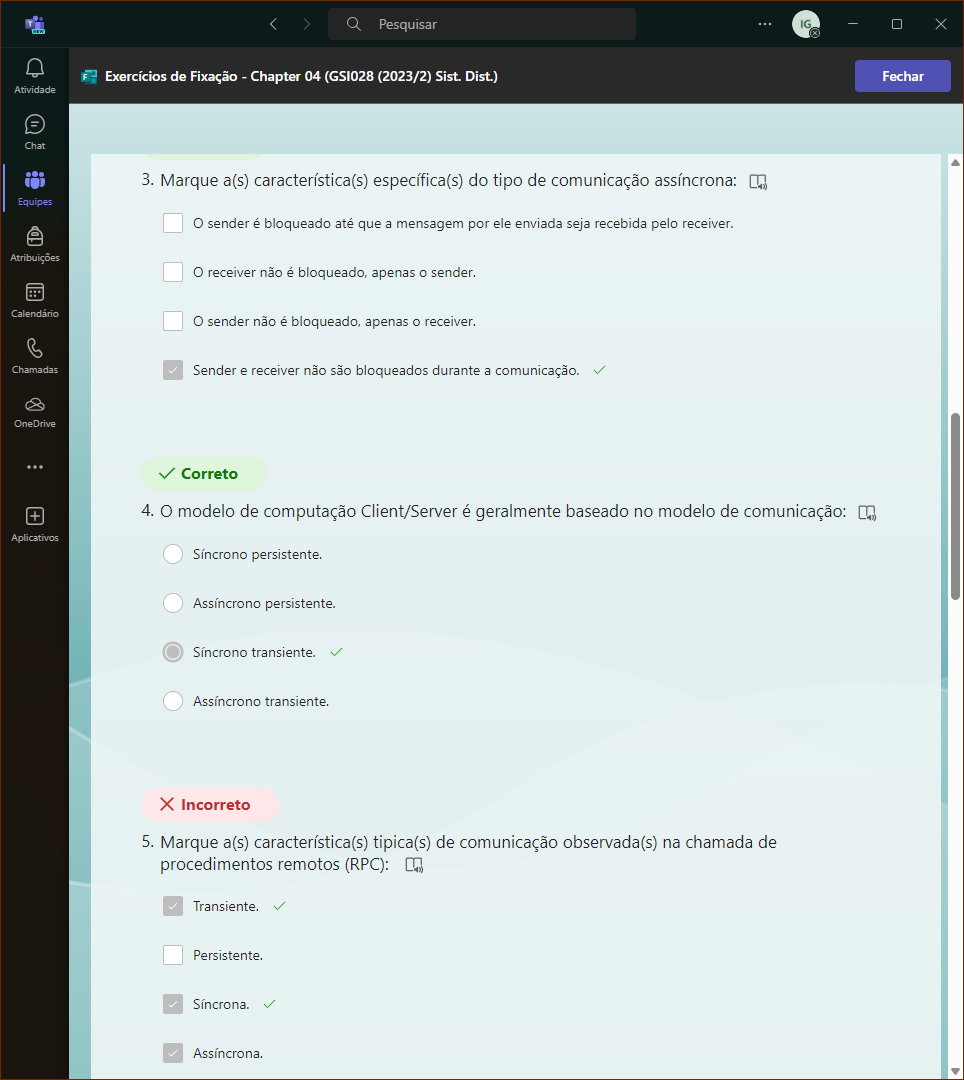 Pesquisar
IG
Atividade
Chat
Equipes
Atribuições
Calendário
Chamadas
OneDrive
Aplicativos
Exercícios de Fixação - Chapter 04 (GSI028 (2023/2) Sist. Dist.)
Fechar
3. Marque a(s) característica(s) específica(s) do tipo de comunicação assíncrona:
O sender é bloqueado até que a mensagem por ele enviada seja recebida pelo receiver.
O receiver não é bloqueado, apenas o sender.
O sender não é bloqueado, apenas o receiver.
Sender e receiver não são bloqueados durante a comunicação.
Correto
4. O modelo de computação Client/Server é geralmente baseado no modelo de comunicação:
Síncrono persistente.
Assíncrono persistente.
Síncrono transiente.
Assíncrono transiente.
Incorreto
5. Marque a(s) característica(s) tipica(s) de comunicação observada(s) na chamada de
procedimentos remotos (RPC):
Transiente.
Persistente.
Síncrona.
Assíncrona.